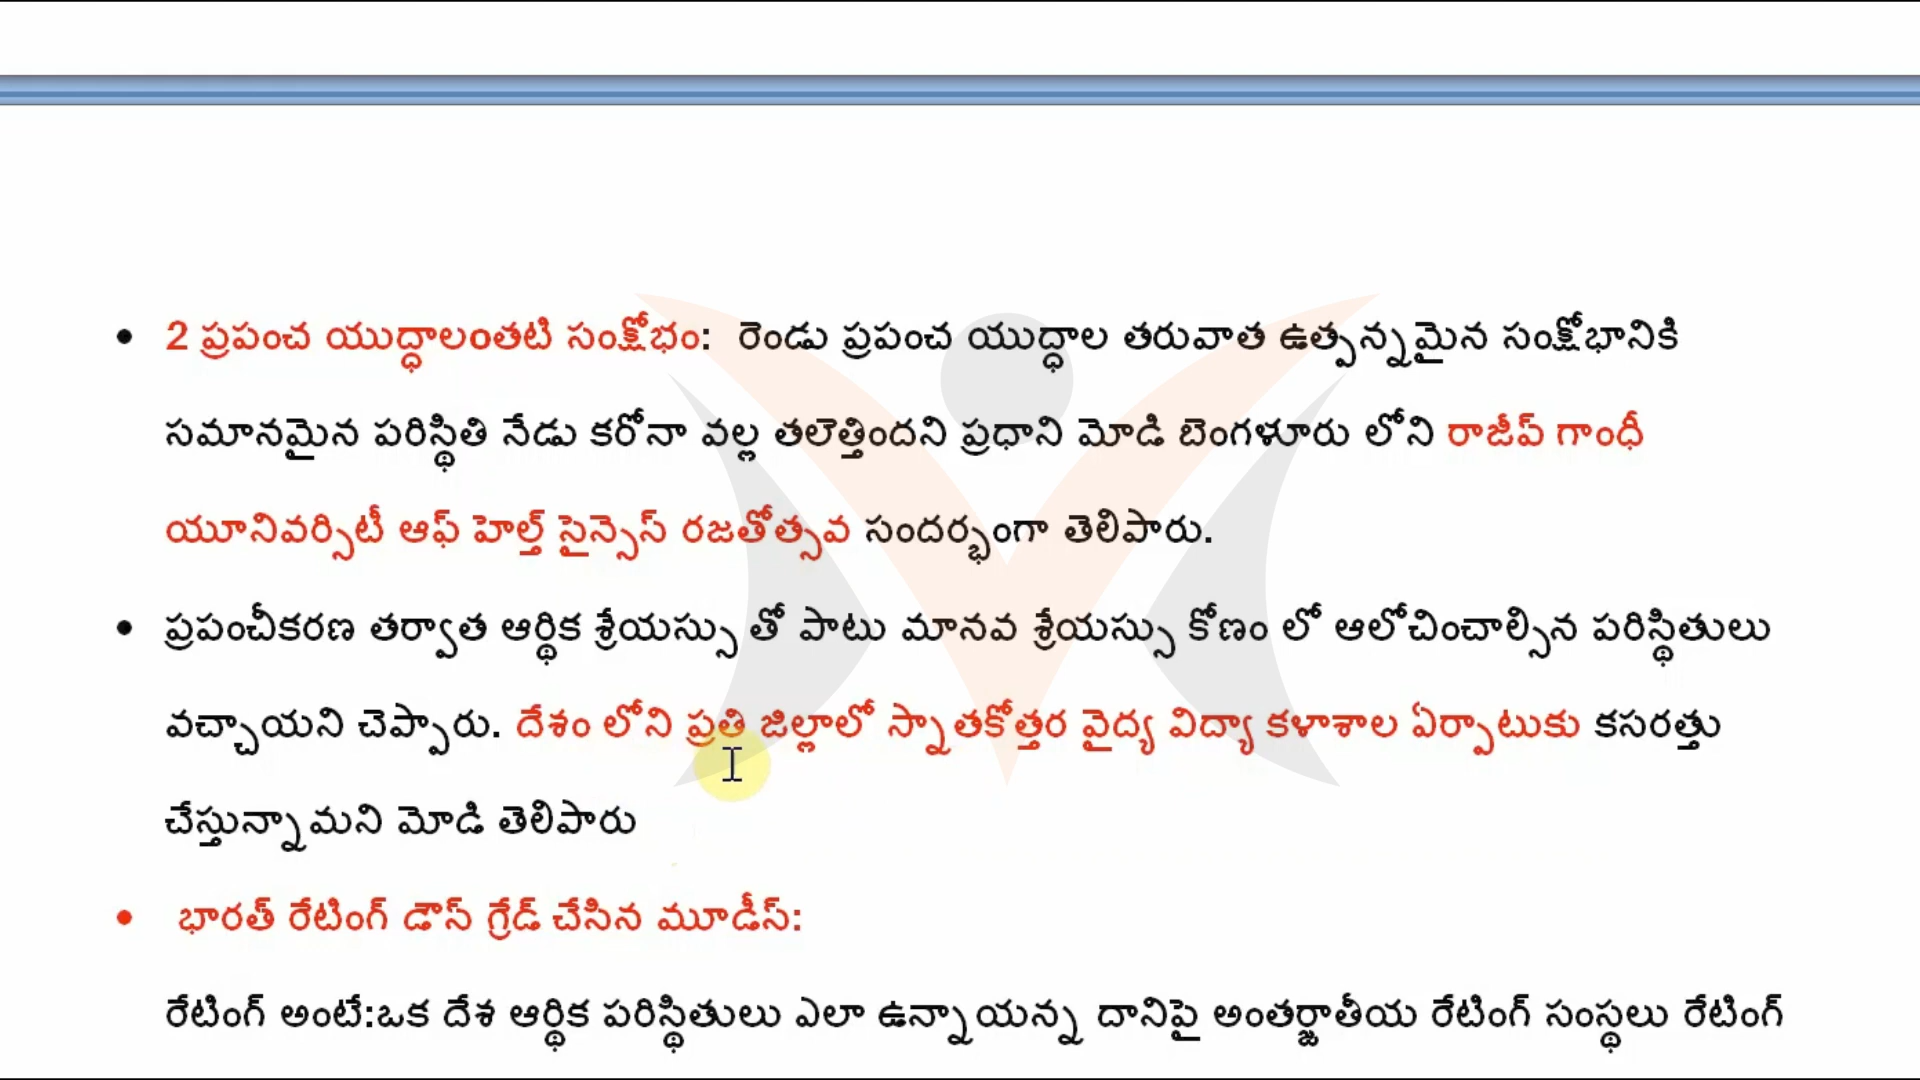 • 2 ప్రపంచ యుద్ధాలంతటి సంక్షోభం: రెండు ప్రపంచ యుద్ధాల తరువాత ఉత్పన్నమైన సంక్షోభానికి
సమానమైన పరిస్థితి నేడు కరోనా వల్ల తలెత్తిందని ప్రధాని మోడి బెంగళూరు లోని రాజీవ్ గాంధీ
యూనివర్సిటీ ఆఫ్ హెల్త్ సైన్సెస్ రజతోత్సవ సందర్భంగా తెలిపారు.
• ప్రపంచీకరణ తర్వాత ఆర్థిక శ్రేయస్సు తో పాటు మానవ శ్రేయస్సు కోణం లో ఆలోచించాల్సిన పరిస్థితులు
వచ్చాయని చెప్పారు. దేశం లోని ప్రతి జిల్లాలో స్నాతకోత్తర వైద్య విద్యా కళాశాల ఏర్పాటుకు కసరత్తు
చేస్తున్నామని మోడి తెలిపారు
• భారత్ రేటింగ్ డౌన్ గ్రేడ్ చేసిన మూడీస్:
రేటింగ్ అంటే:ఒక దేశ ఆర్థిక పరిస్థితులు ఎలా ఉన్నాయన్న దానిపై అంతర్జాతీయ రేటింగ్ సంస్థలు రేటింగ్